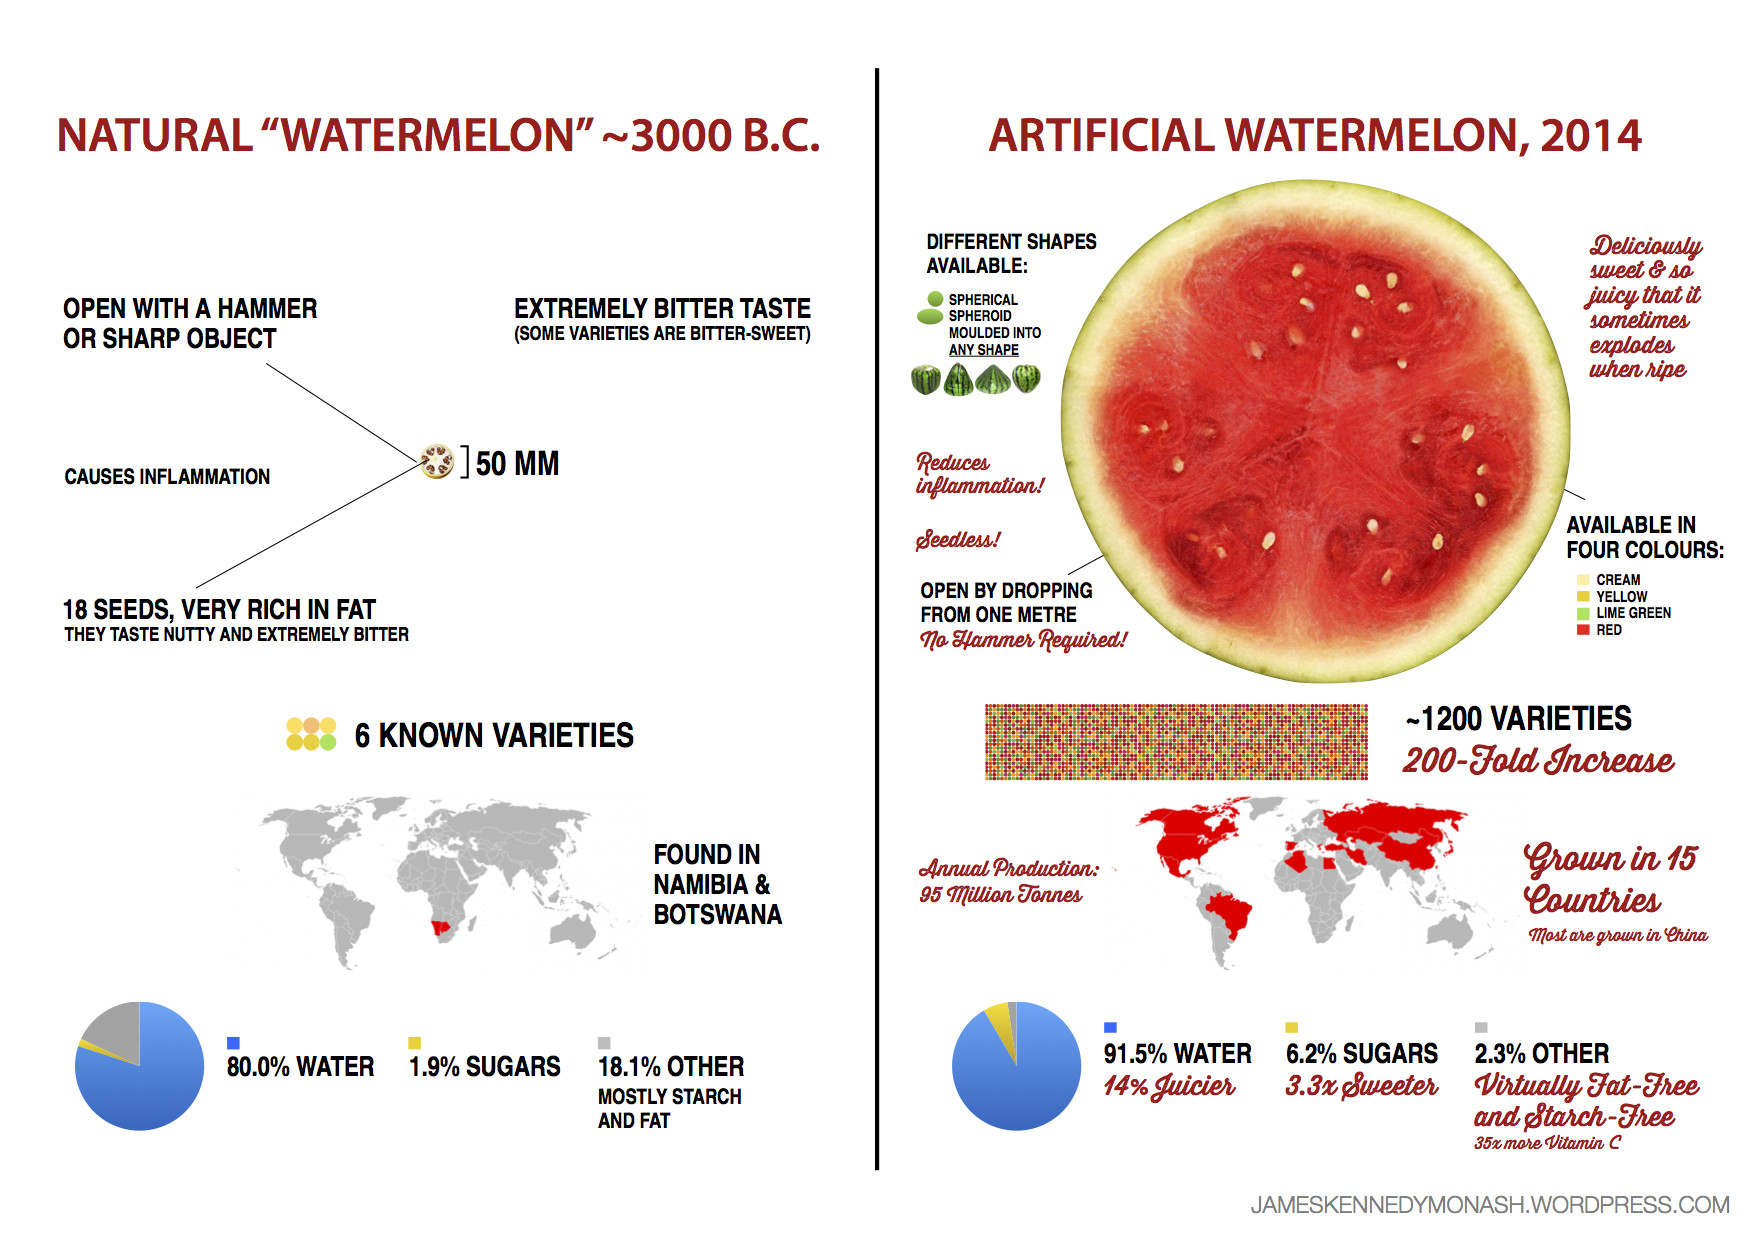 NATURAL “WATERMELON” ~3000 B.C.
OPEN WITH A HAMMER
OR SHARP OBJECT
EXTREMELY BITTER TASTE
(SOME VARIETIES ARE BITTER-SWEET)
50 MM
CAUSES INFLAMMATION
18 SEEDS, VERY RICH IN FAT
THEY TASTE NUTTY AND EXTREMELY BITTER
6 KNOWN VARIETIES
FOUND IN
NAMIBIA &
BOTSWANA
80.0% WATER
1.9% SUGARS
18.1% OTHER
MOSTLY STARCH
AND FAT
ARTIFICIAL WATERMELON, 2014
DIFFERENT SHAPES
AVAILABLE:
SPHERICAL
SPHEROID
MOULDED INTO
ANY SHAPE
Deliciously
sweet & so
juicy that it
sometimes
explodes
when ripe
Reduces
inflammation!
Seedless!
OPEN BY DROPPING
FROM ONE METRE
No Hammer Required!
AVAILABLE IN
FOUR COLOURS:
CREAM
YELLOW
LIME GREEN
RED
~1200 VARIETIES
200-Fold Increase
Annual Production:
95 Million Tonnes
Grown in 15
Countries
Most are grown in China
91.5% WATER
14% Juicier
6.2% SUGARS
3.3x Sweeter
2.3% OTHER
Virtually Fat-Free
and Starch-Free
35x more Vitamin C
JAMESKENNEDYMONASH.WORDPRESS.COM